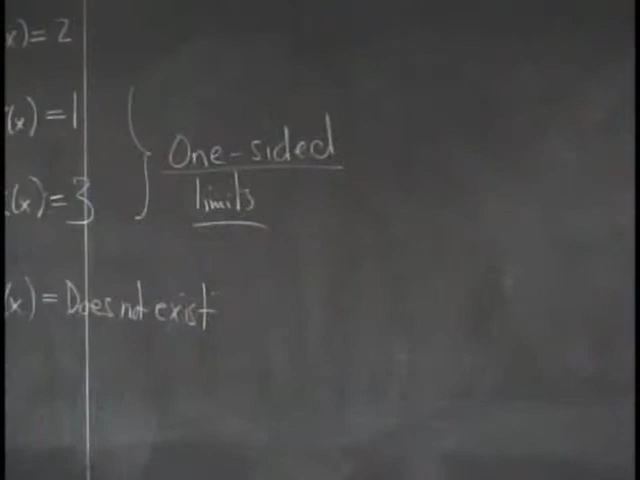 x) = 2
(x) = 1
One-sided
limits
(x) = 3
(x) = Does not exist